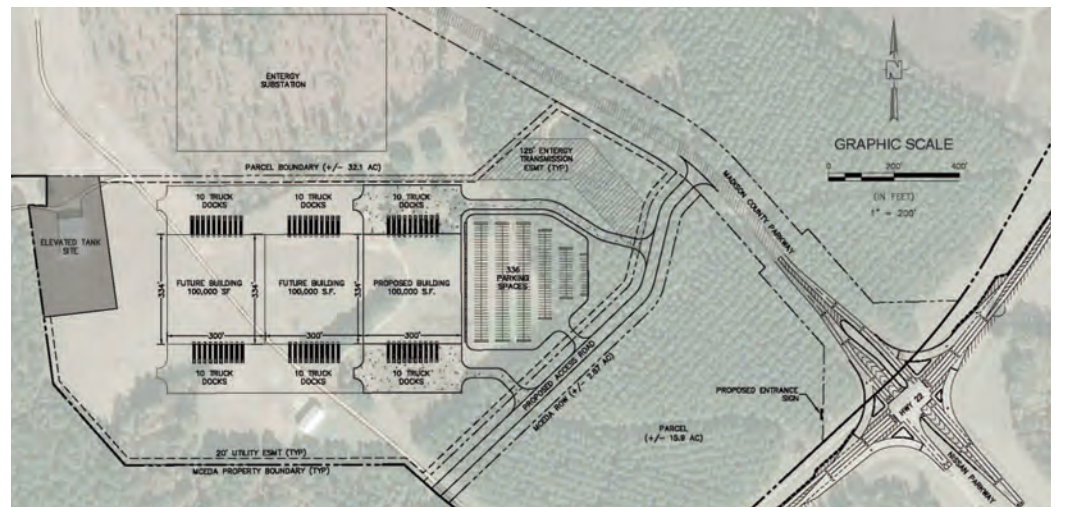 ENTERGY
SUBSTATION
N
GRAPHIC SCALE
0 200' 400'
(IN FEET)
1" = 200'
125' ENTERGY
TRANSMISSION
ESMT (TYP)
PARCEL BOUNDARY (+/- 32.1 AC)
MADISON COUNTY PARKWAY
10 TRUCK
DOCKS
10 TRUCK
DOCKS
10 TRUCK
DOCKS
ELEVATED TANK
SITE
334'
FUTURE BUILDING
100,000 SF
334'
FUTURE BUILDING
100,000 S.F.
334'
PROPOSED BUILDING
100,000 S.F.
336
PARKING
SPACES
300'
300'
300'
10 TRUCK
DOCKS
10 TRUCK
DOCKS
10 TRUCK
DOCKS
PROPOSED ACCESS ROAD
MCEDA ROW (+/- AC)
PROPOSED ENTRANCE
SIGN
HWY 22
PARCEL
(+/- 15.9 AC)
NISSAN PARKWAY
20' UTILITY ESMT (TYP)
MCEDA PROPERTY BOUNDARY (TYP)